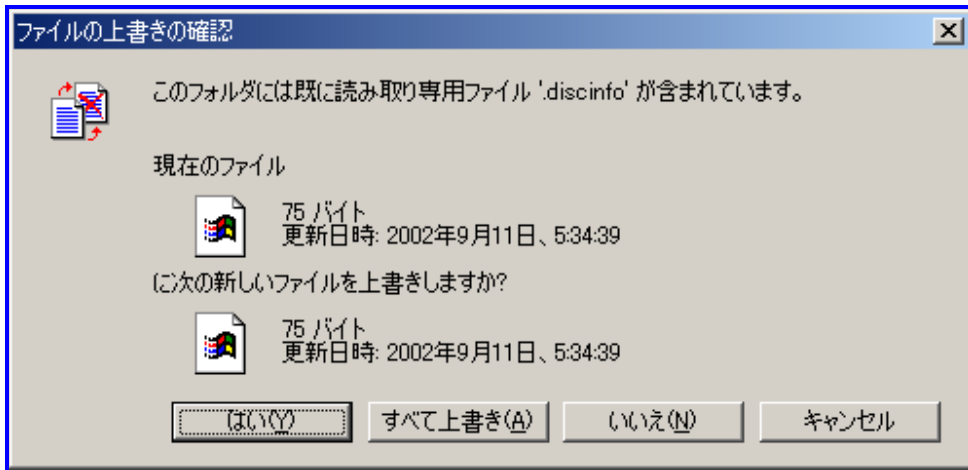 ファイルの上書きの確認
このフォルダには既に読み取り専用ファイル '.discinfo' が含まれています。
現在のファイル
75 バイト
更新日時: 2002年9月11日、5:34:39
に次の新しいファイルを上書きしますか?
75 バイト
更新日時: 2002年9月11日、5:34:39
はい(Y) すべて上書き(A) いいえ(N) キャンセル